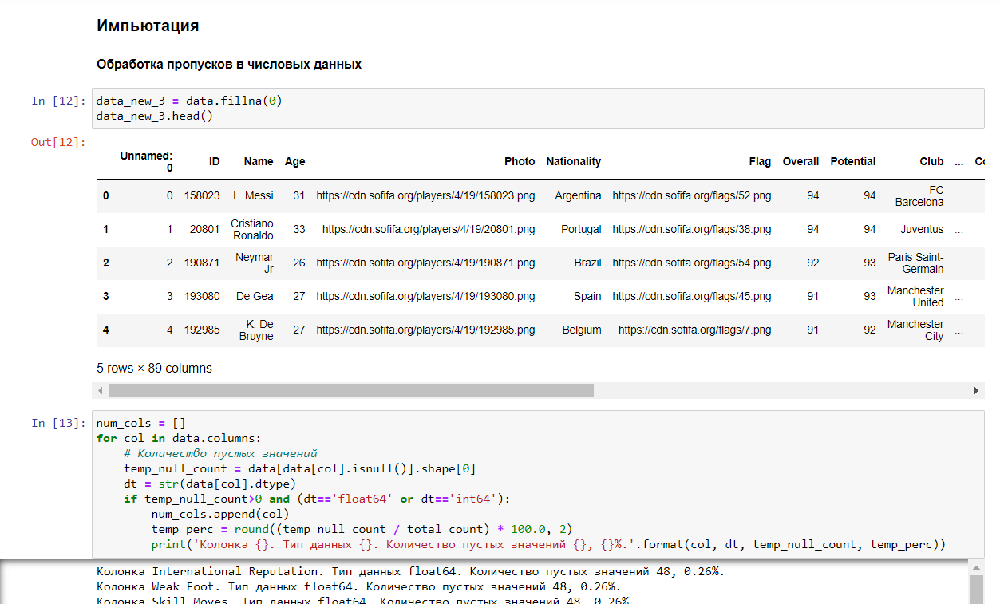 Импьютация
Обработка пропусков в числовых данных
In [12]: data_new_3 = data.fillna(0)
data_new_3.head()
Out[12]:
Unnamed: 0 ID Name Age Photo Nationality Flag Overall Potential Club ...
0 0 158023 L. Messi 31 https://cdn.sofifa.org/players/4/19/158023.png Argentina https://cdn.sofifa.org/flags/52.png 94 94 FC Barcelona ...
1 1 20801 Cristiano Ronaldo 33 https://cdn.sofifa.org/players/4/19/20801.png Portugal https://cdn.sofifa.org/flags/38.png 94 94 Juventus ...
2 2 190871 Neymar Jr 26 https://cdn.sofifa.org/players/4/19/190871.png Brazil https://cdn.sofifa.org/flags/54.png 92 93 Paris Saint-Germain ...
3 3 193080 De Gea 27 https://cdn.sofifa.org/players/4/19/193080.png Spain https://cdn.sofifa.org/flags/45.png 91 93 Manchester United ...
4 4 192985 K. De Bruyne 27 https://cdn.sofifa.org/players/4/19/192985.png Belgium https://cdn.sofifa.org/flags/7.png 91 92 Manchester City ...
5 rows × 89 columns
In [13]: num_cols = []
for col in data.columns:
    # Количество пустых значений
    temp_null_count = data[data[col].isnull()].shape[0]
    dt = str(data[col].dtype)
    if temp_null_count>0 and (dt=='float64' or dt=='int64'):
        num_cols.append(col)
        temp_perc = round((temp_null_count / total_count) * 100.0, 2)
        print('Колонка {}. Тип данных {}. Количество пустых значений {}, {}%.'.format(col, dt, temp_null_count, temp_perc))
Колонка International Reputation. Тип данных float64. Количество пустых значений 48, 0.26%.
Колонка Weak Foot. Тип данных float64. Количество пустых значений 48, 0.26%.
Колонка Skill Moves. Тип данных float64. Количество пустых значений 48, 0.26%